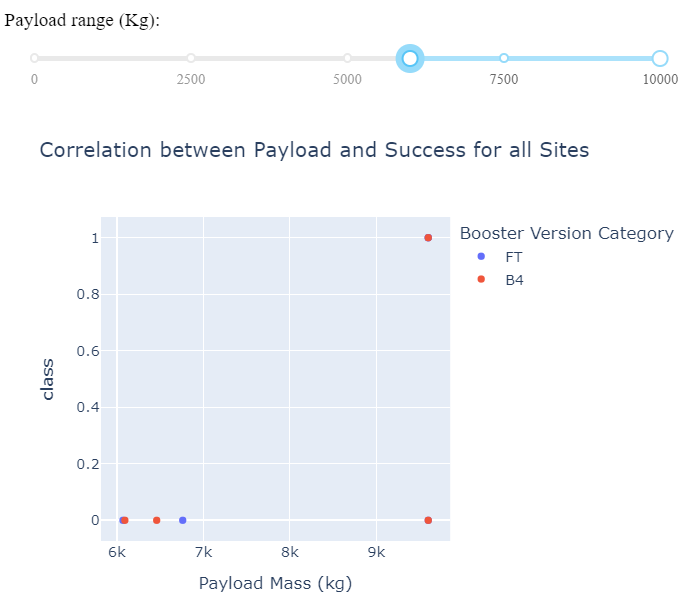 Payload range (Kg):
0 2500 5000 7500 10000
Correlation between Payload and Success for all Sites
Booster Version Category
FT
B4
1
0.8
0.6
0.4
0.2
0
class
6k 7k 8k 9k
Payload Mass (kg)